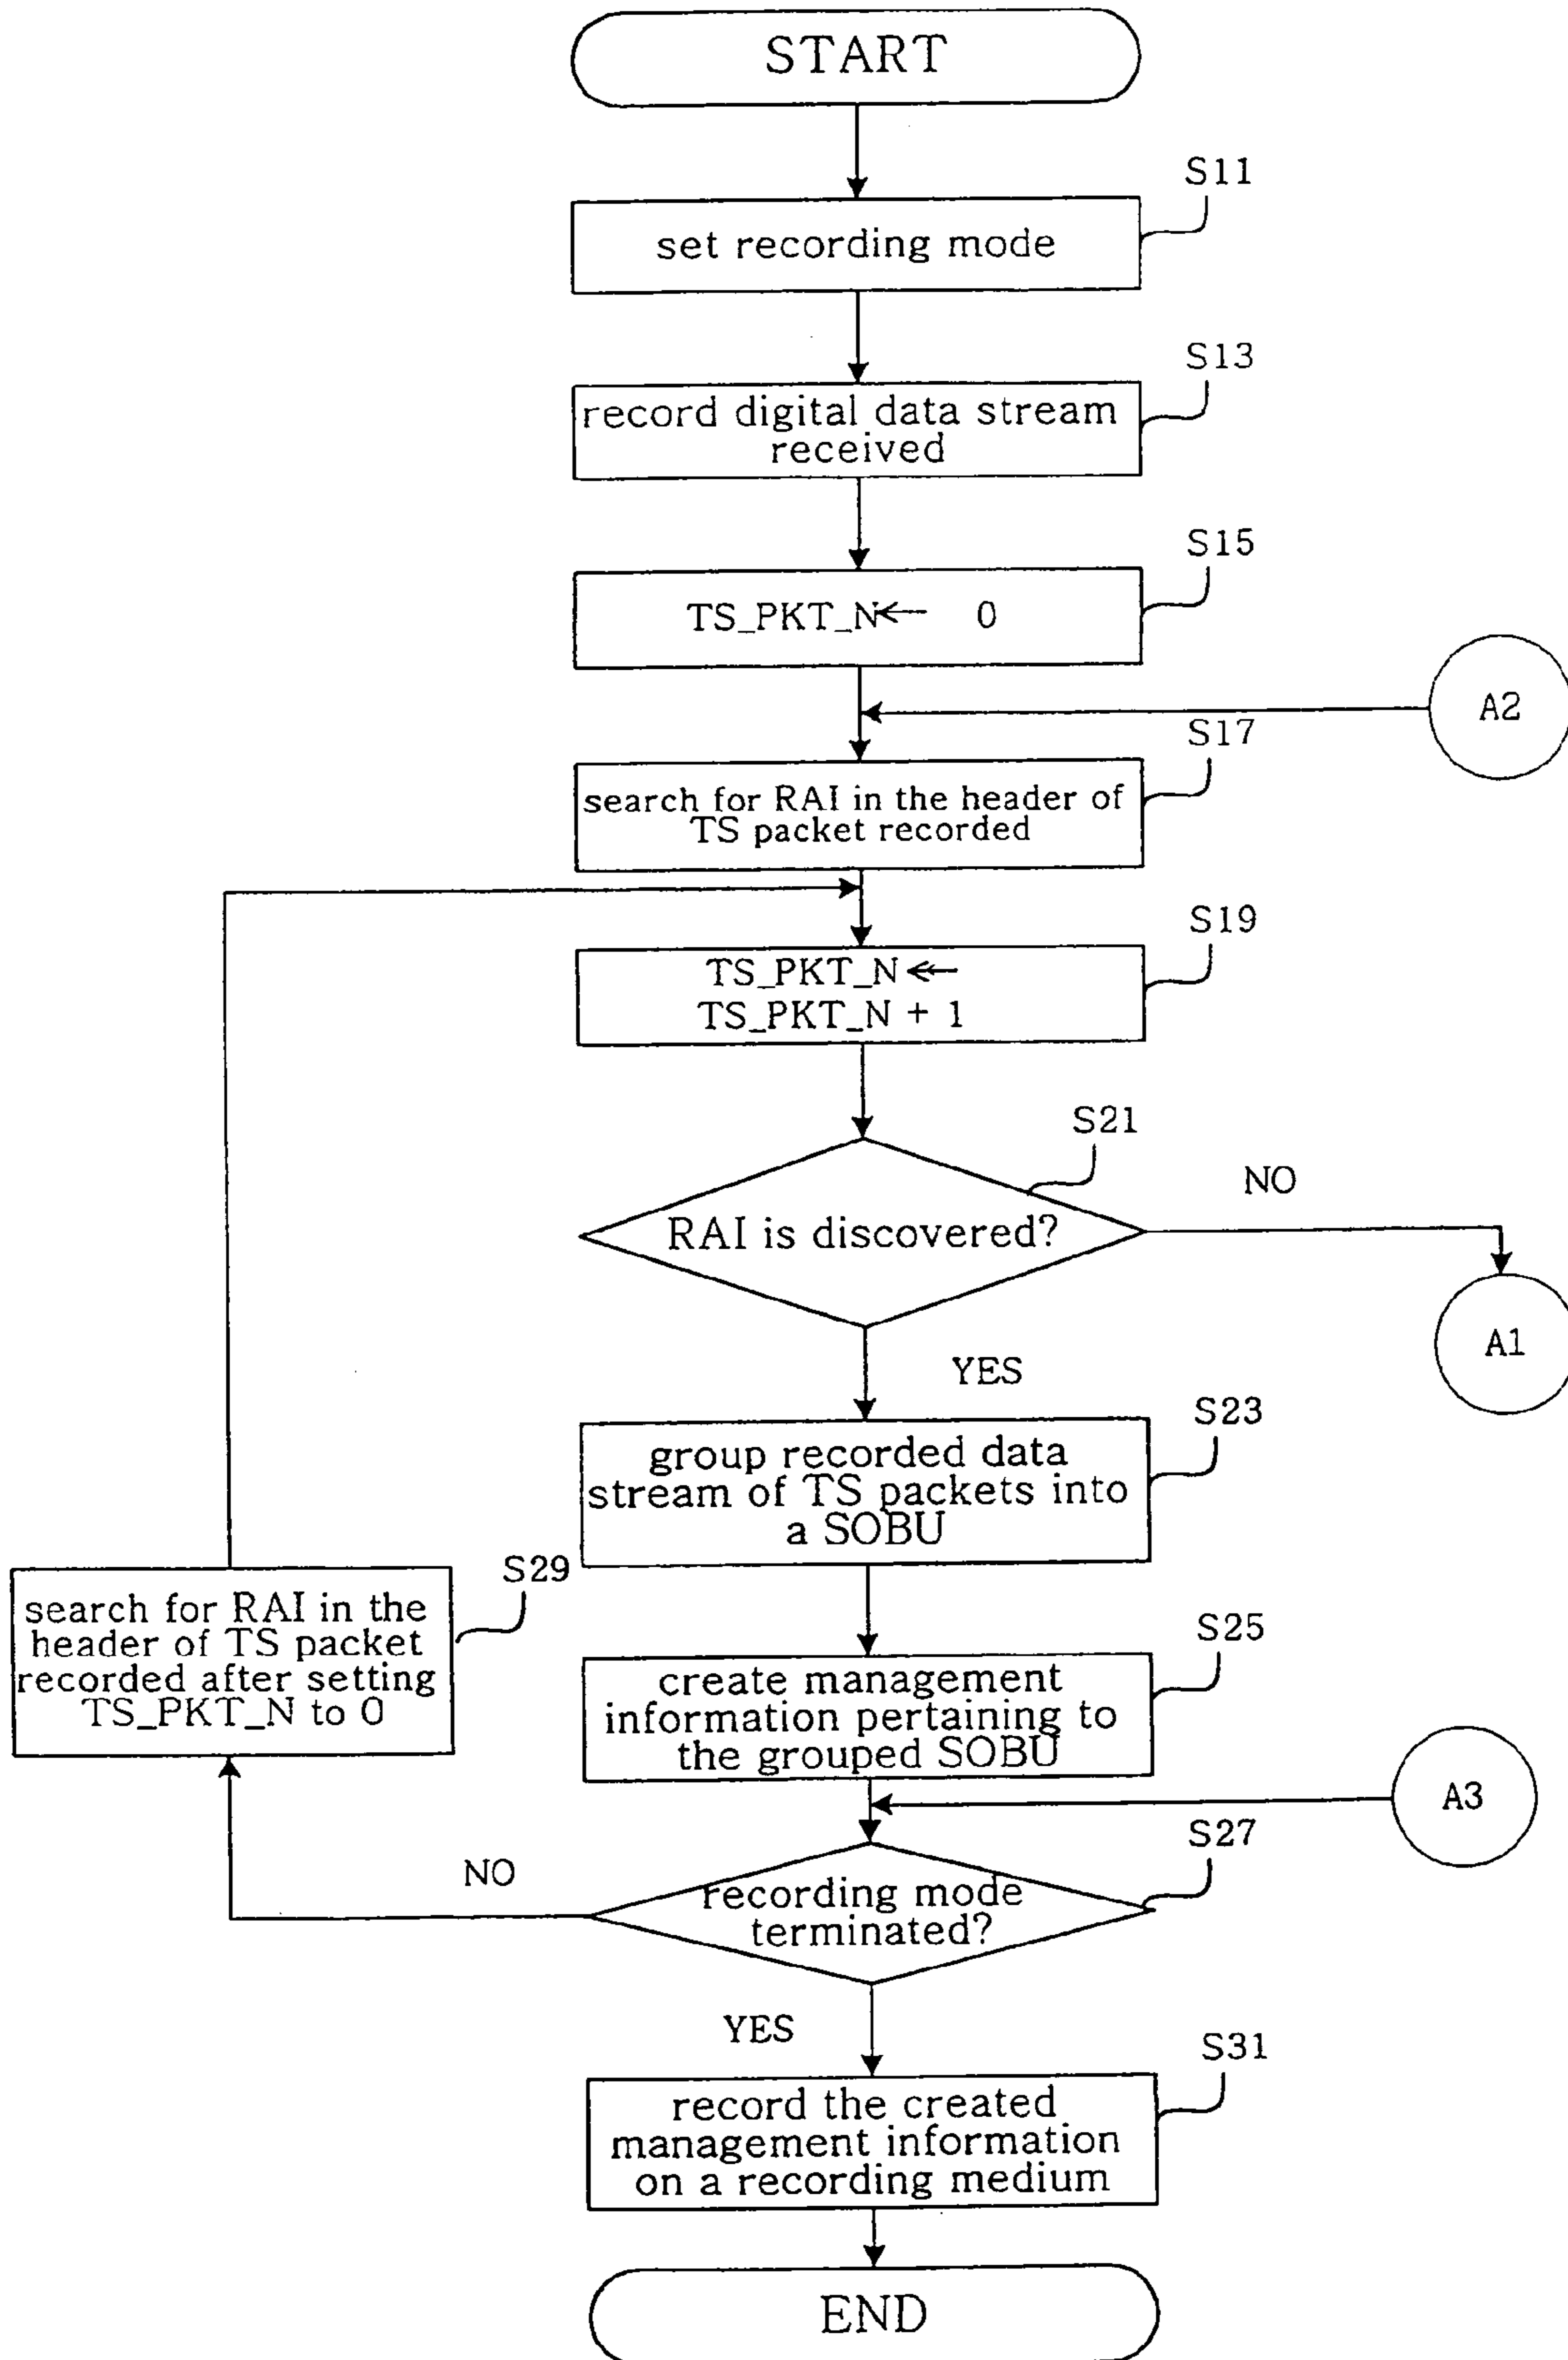 START
S11
set recording mode
S13
record digital data stream
received
S15
TS_PKT_N← 0
A2
S17
search for RAI in the header of
TS packet recorded
S19
TS_PKT_N ←
TS_PKT_N + 1
S21
NO
RAI is discovered?
A1
YES
S23
group recorded data
stream of TS packets into
a SOBU
S29
search for RAI in the
header of TS packet
recorded after setting
TS_PKT_N to 0
S25
create management
information pertaining to
the grouped SOBU
A3
S27
NO
recording mode
terminated?
YES
S31
record the created
management information
on a recording medium
END